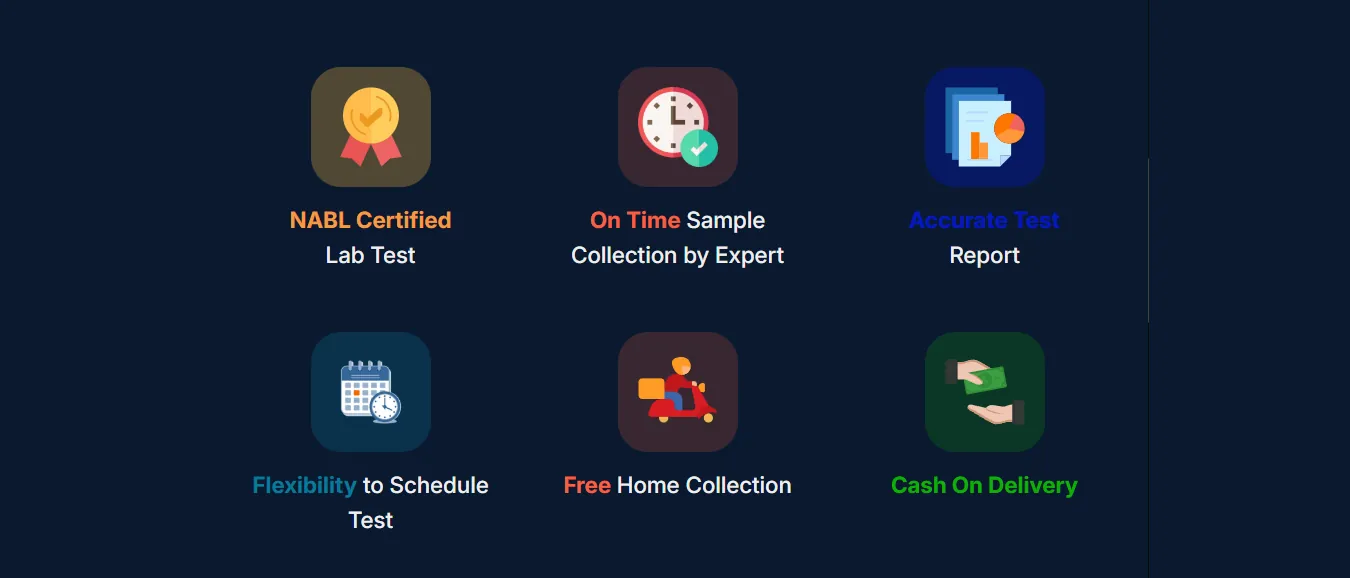 NABL Certified
Lab Test
On Time Sample
Collection by Expert
Accurate Test
Report
Flexibility to Schedule
Test
Free Home Collection
Cash On Delivery